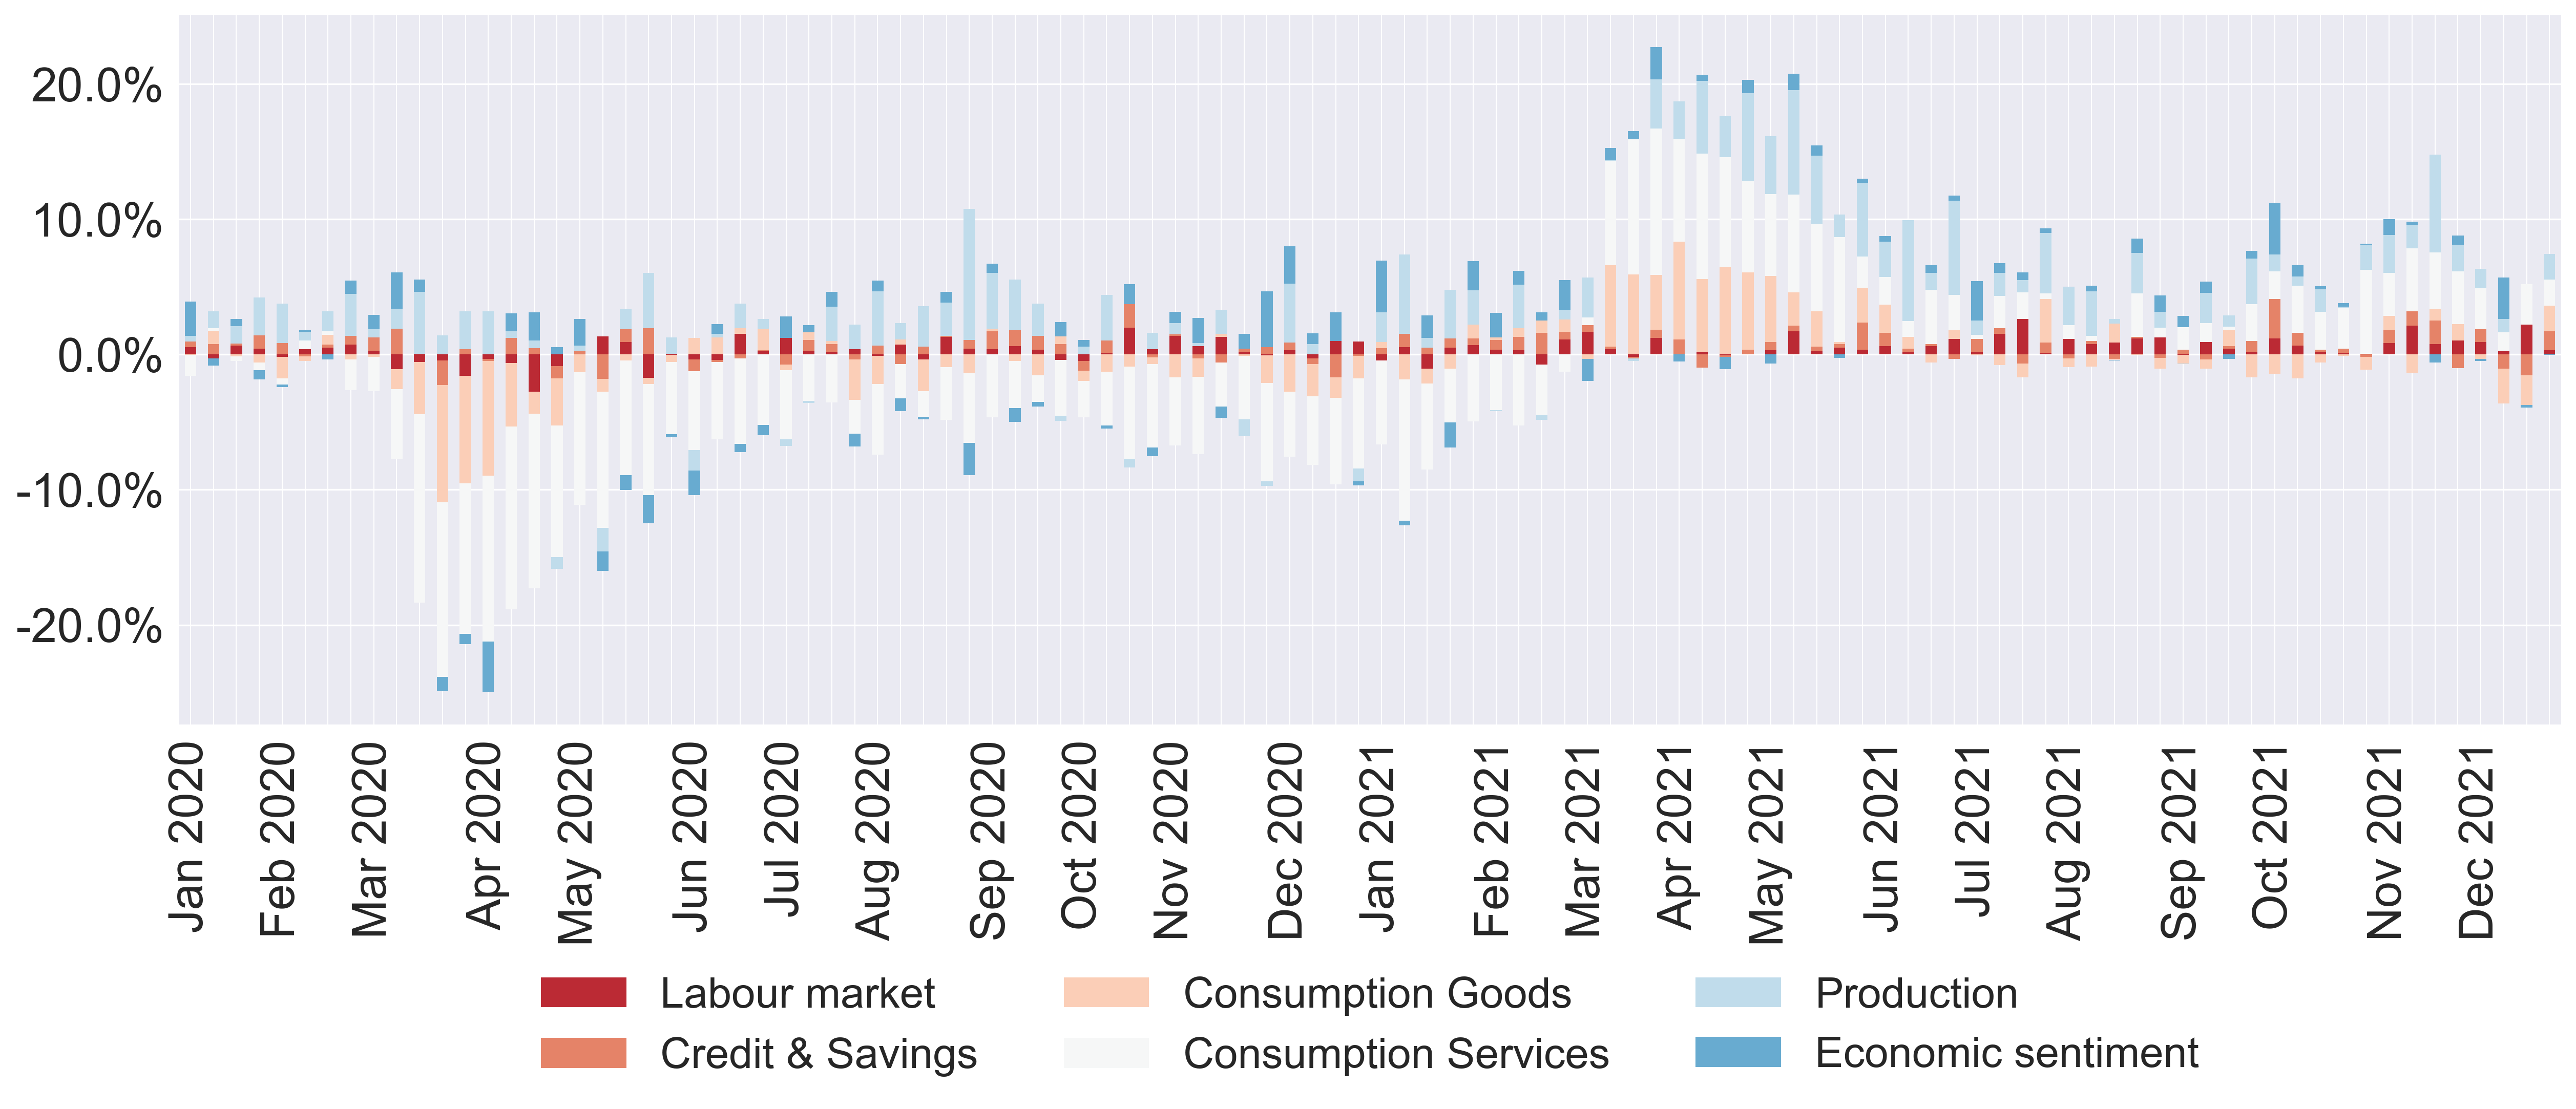 20.0%
10.0%
0.0%
-10.0%
-20.0%
Jan 2020
Feb 2020
Mar 2020
Apr 2020
May 2020
Jun 2020
Jul 2020
Aug 2020
Sep 2020
Oct 2020
Nov 2020
Dec 2020
Jan 2021
Feb 2021
Mar 2021
Apr 2021
May 2021
Jun 2021
Jul 2021
Aug 2021
Sep 2021
Oct 2021
Nov 2021
Dec 2021
Labour market
Consumption Goods
Production
Credit & Savings
Consumption Services
Economic sentiment